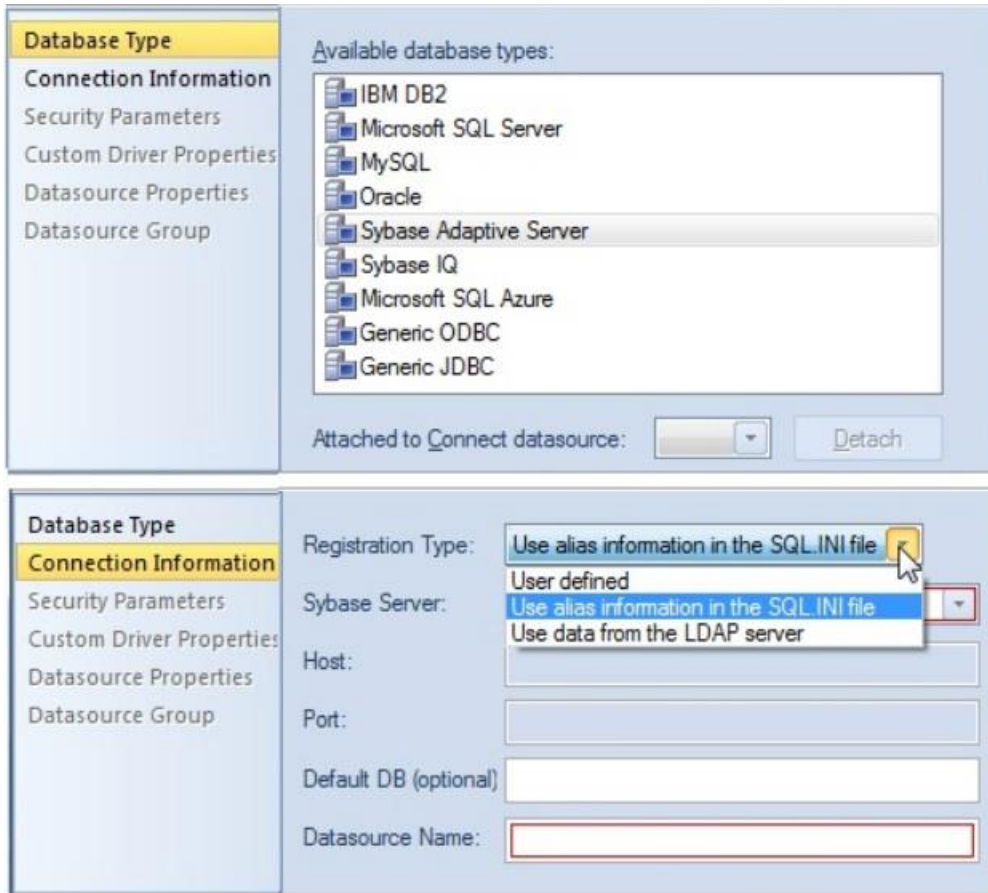 Database Type
Connection Information
Security Parameters
Custom Driver Properties
Datasource Properties
Datasource Group
Available database types:
IBM DB2
Microsoft SQL Server
MySQL
Oracle
Sybase Adaptive Server
Sybase IQ
Microsoft SQL Azure
Generic ODBC
Generic JDBC
Attached to Connect datasource:
Detach
Database Type
Connection Information
Security Parameters
Custom Driver Properties
Datasource Properties
Datasource Group
Registration Type: Use alias information in the SQL.INI file
User defined
Use alias information in the SQL.INI file
Use data from the LDAP server
Sybase Server:
Host:
Port:
Default DB (optional)
Datasource Name: